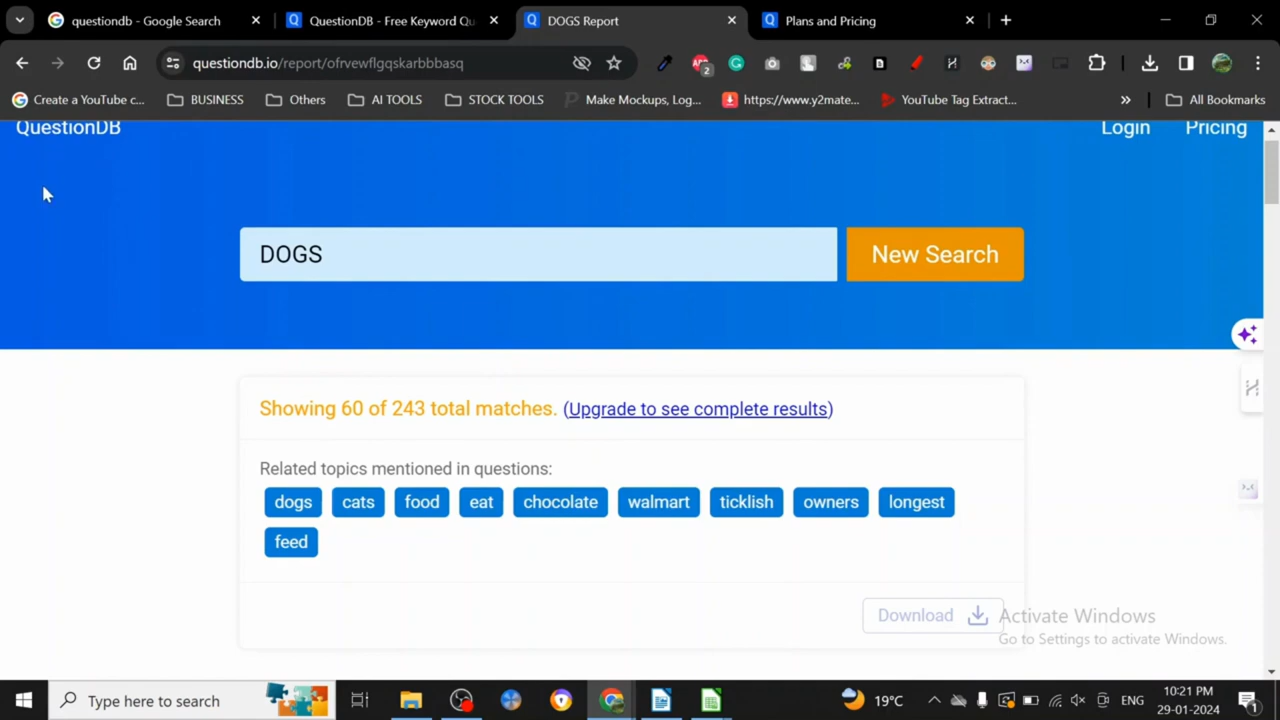 questiondb - Google Search
QuestionDB - Free Keyword Qu
DOGS Report
Plans and Pricing
questiondb.io/report/ofrvewflgqskarbbbasq
2
Create a YouTube c...
BUSINESS
Others
AI TOOLS
STOCK TOOLS
Make Mockups, Log...
https://www.y2mate...
YouTube Tag Extract...
All Bookmarks
QuestionDB
Login
Pricing
DOGS
New Search
Showing 60 of 243 total matches. (Upgrade to see complete results)
Related topics mentioned in questions:
dogs cats food eat chocolate walmart ticklish owners longest
feed
Download
Activate Windows
Go to Settings to activate Windows.
Type here to search
19°C
ENG
10:21 PM
29-01-2024
1